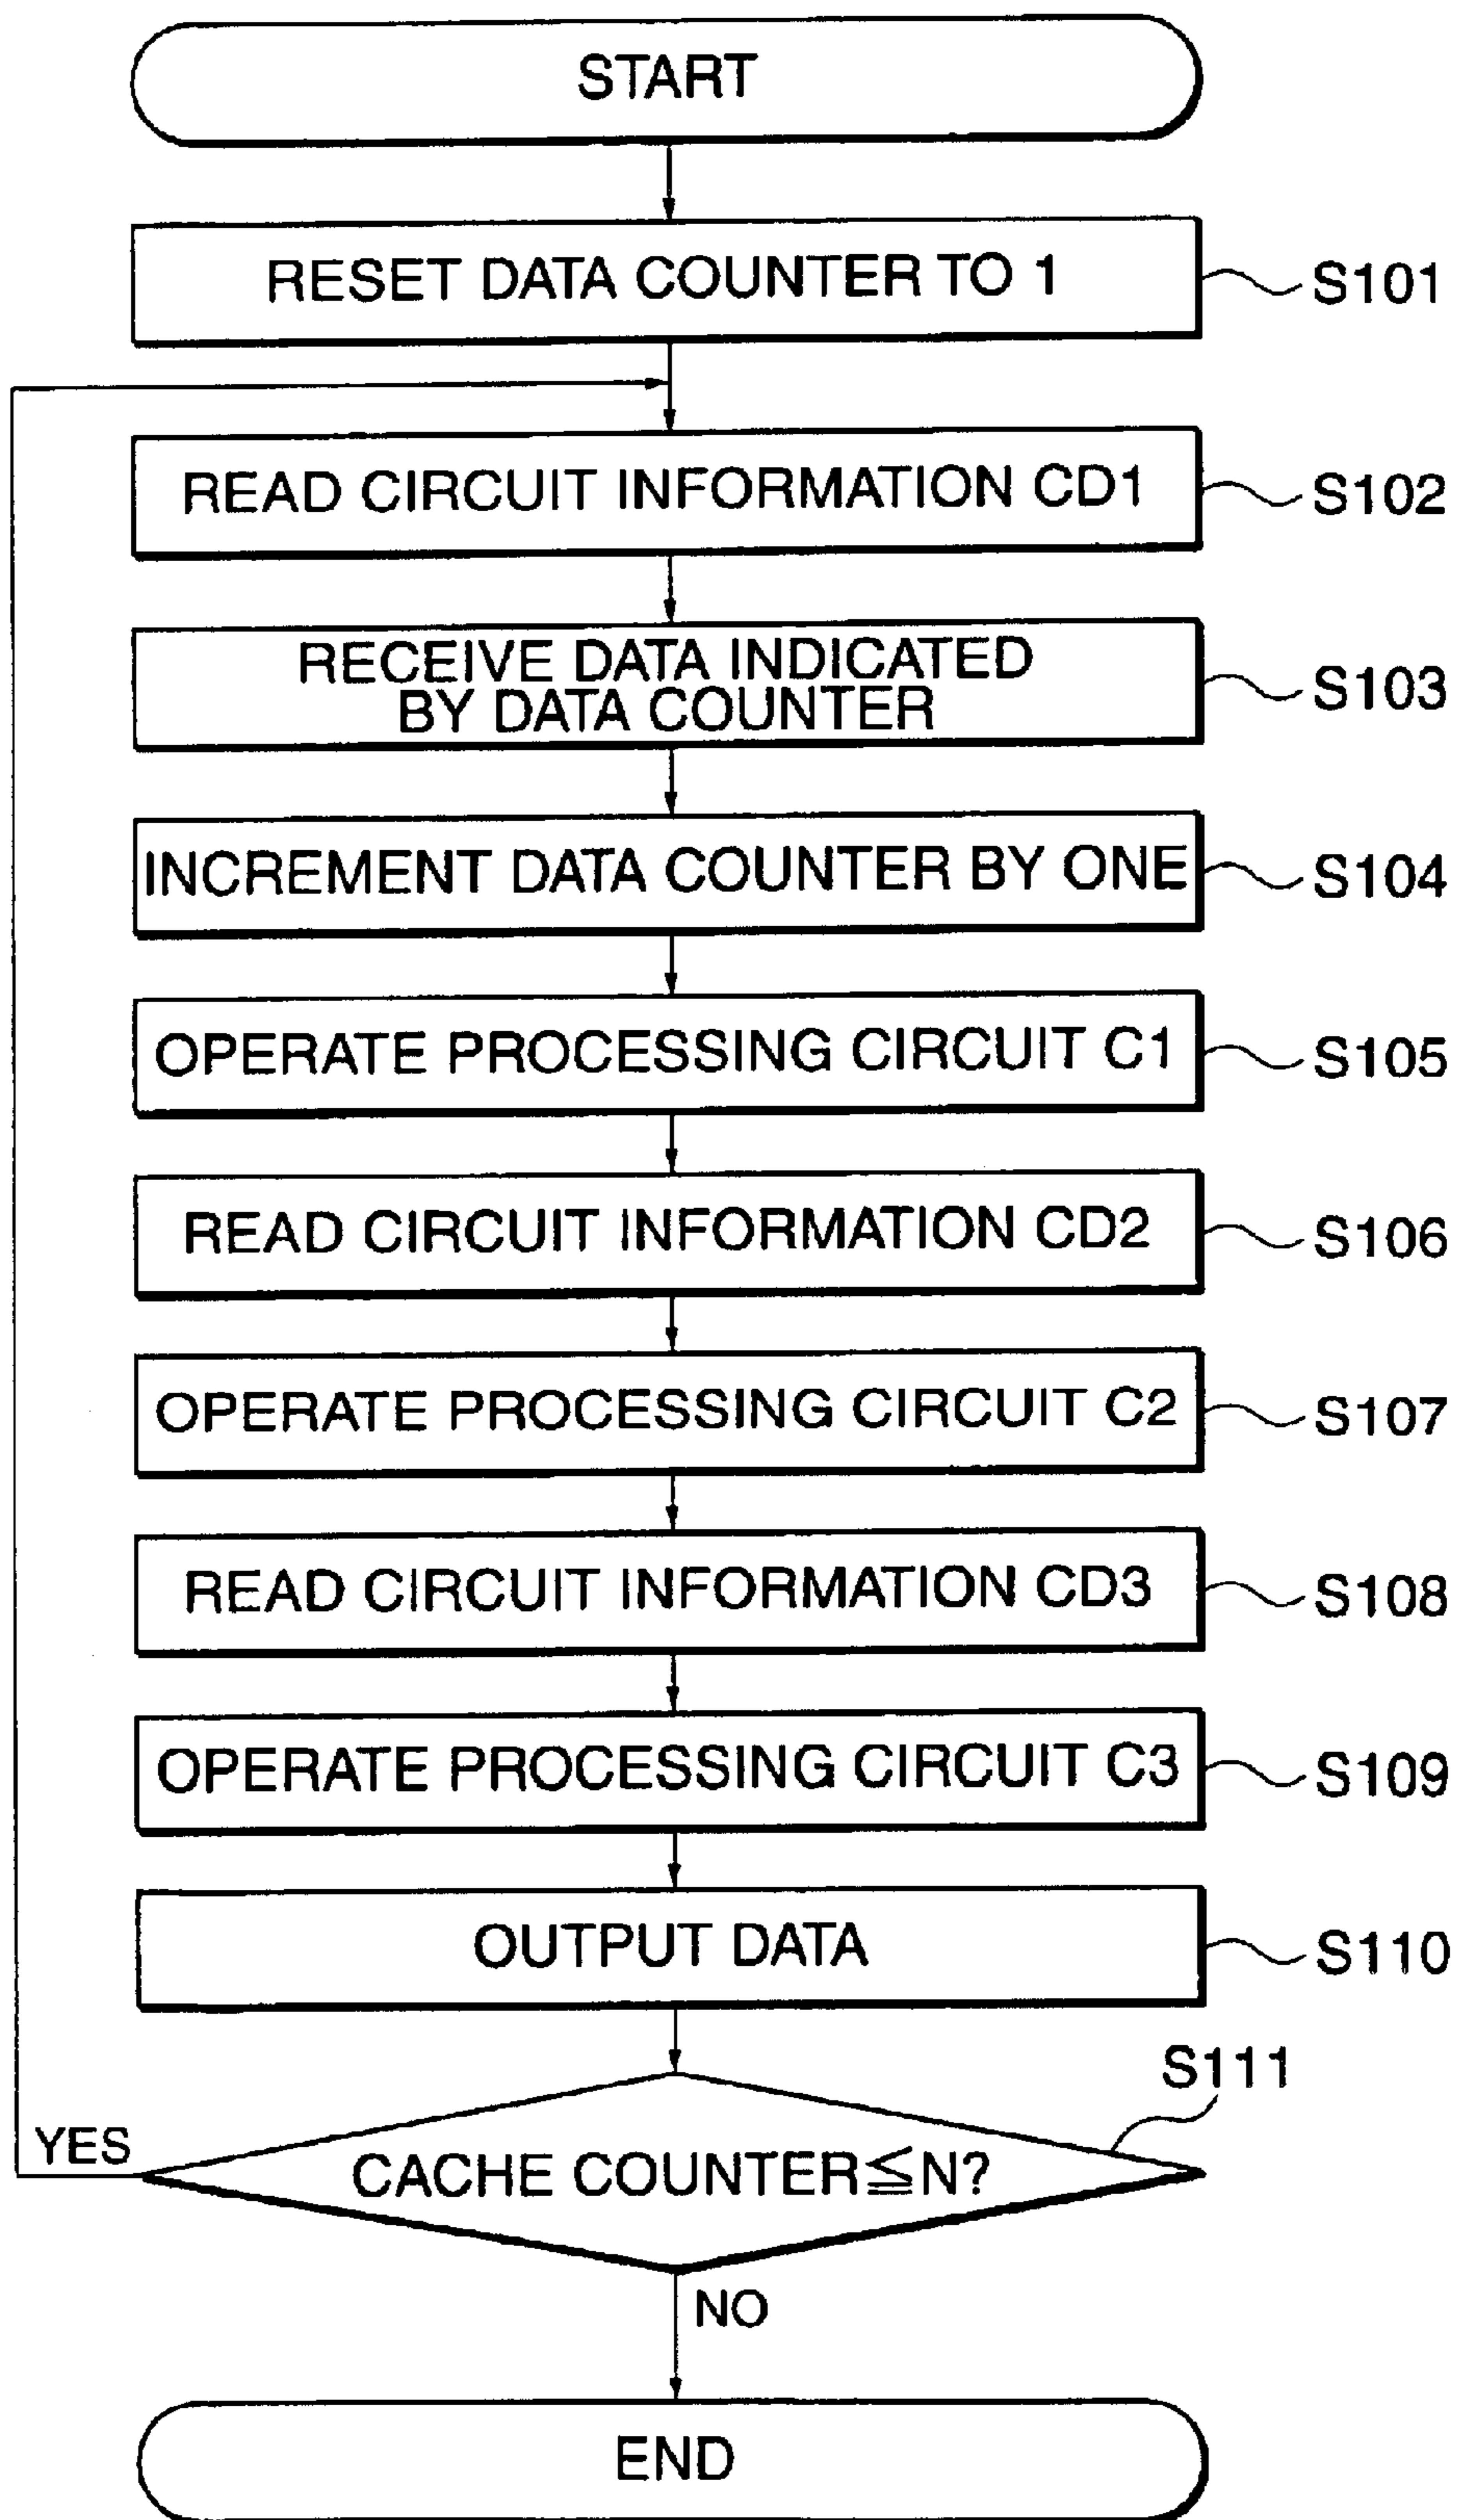 START
RESET DATA COUNTER TO 1
S101
READ CIRCUIT INFORMATION CD1
S102
RECEIVE DATA INDICATED
BY DATA COUNTER
S103
INCREMENT DATA COUNTER BY ONE
S104
OPERATE PROCESSING CIRCUIT C1
S105
READ CIRCUIT INFORMATION CD2
S106
OPERATE PROCESSING CIRCUIT C2
S107
READ CIRCUIT INFORMATION CD3
S108
OPERATE PROCESSING CIRCUIT C3
S109
OUTPUT DATA
S110
S111
YES
CACHE COUNTER≦N?
NO
END